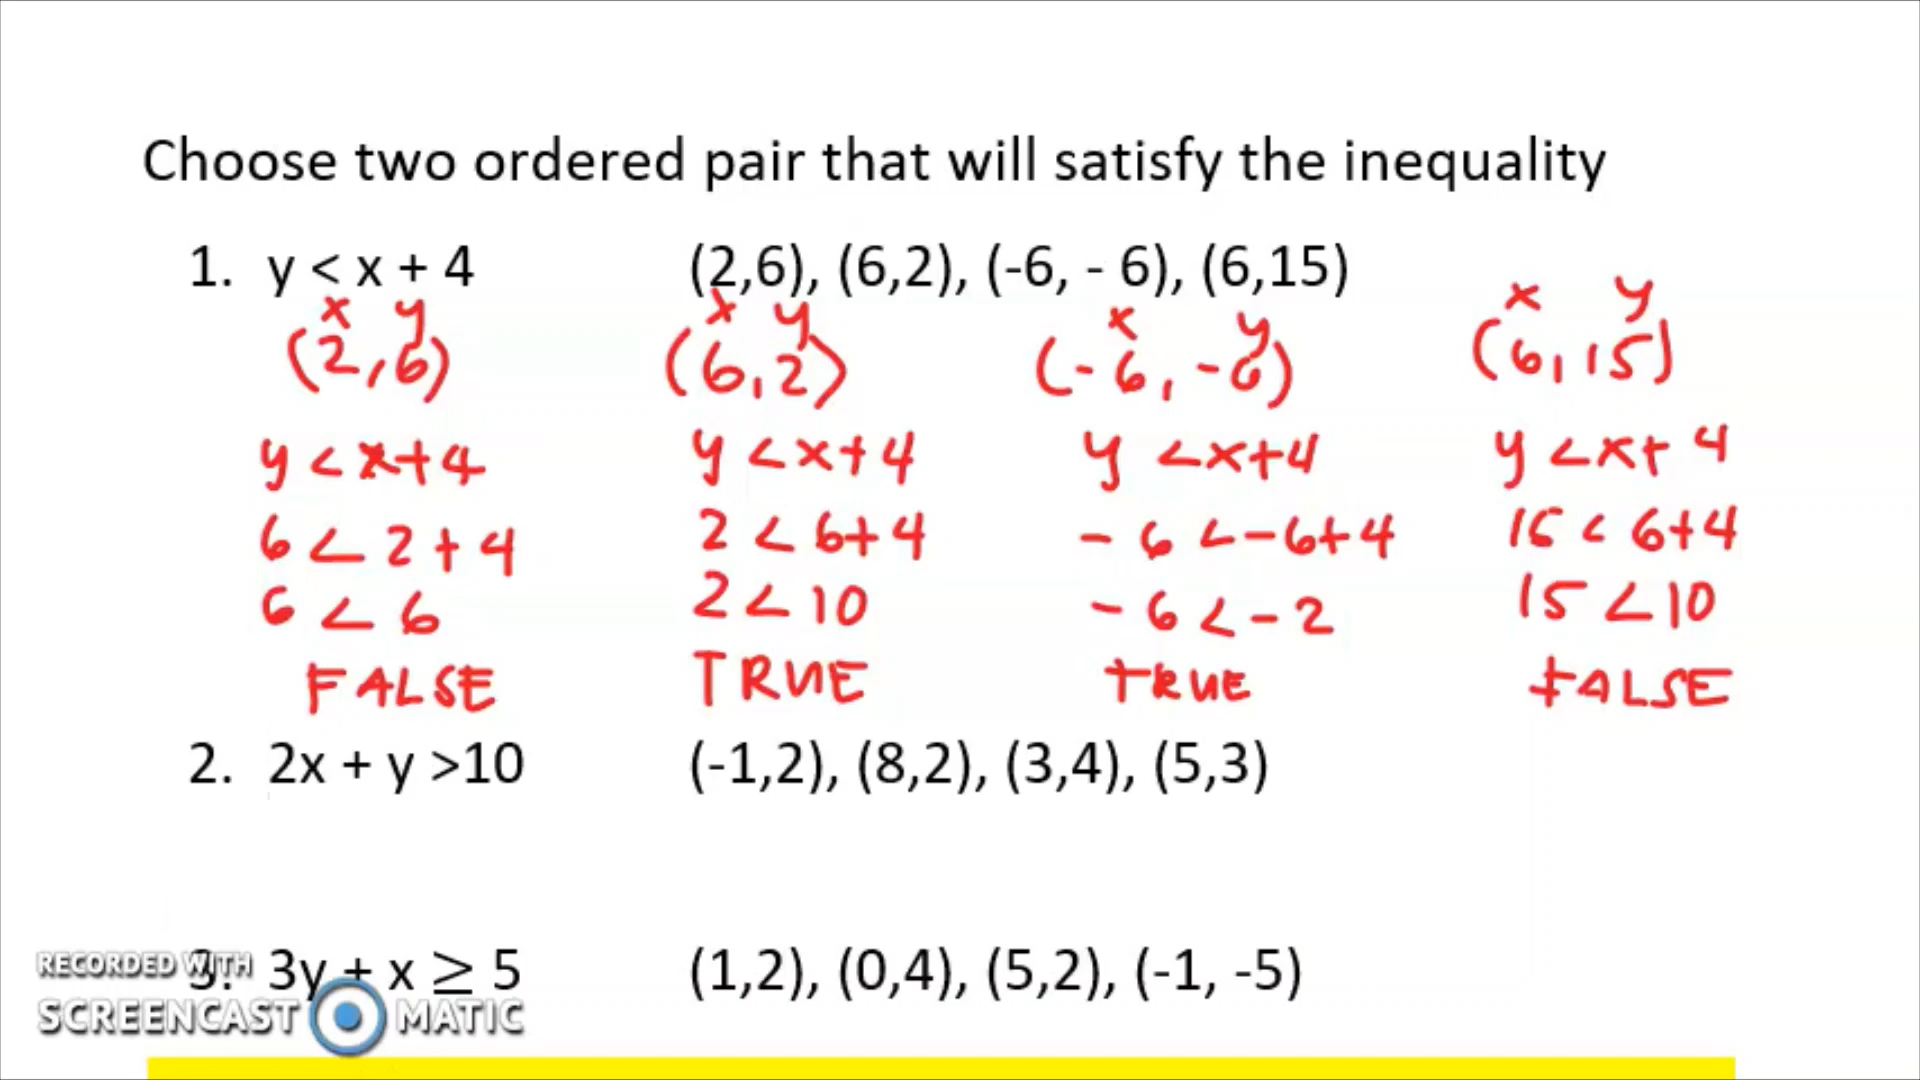 Choose two ordered pair that will satisfy the inequality
1. y < x + 4 (2,6), (6,2), (-6, - 6), (6,15)
x y x y x y x y
(2,6) (6,2) (-6,-6) (6,15)
y < x+4 y < x+4 y < x+4 y < x+ 4
6 < 2 + 4 2 < 6+4 - 6 < -6+4 15 < 6+4
6 < 6 2 < 10 - 6 < - 2 15 < 10
FALSE TRUE TRUE FALSE
2. 2x + y >10 (-1,2), (8,2), (3,4), (5,3)
3. 3y + x ≥ 5 (1,2), (0,4), (5,2), (-1, -5)
RECORDED WITH
SCREENCAST MATIC